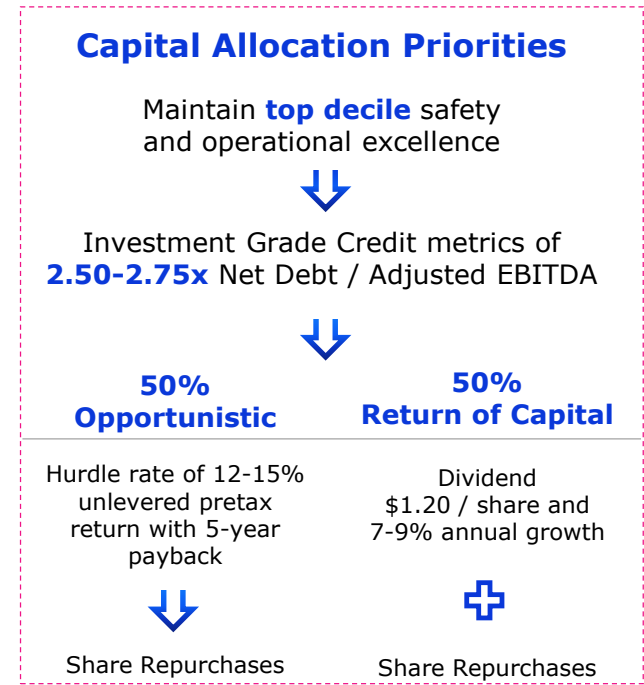 Capital Allocation Priorities
Maintain top decile safety
and operational excellence
Investment Grade Credit metrics of
2.50-2.75x Net Debt / Adjusted EBITDA
50%
Opportunistic
50%
Return of Capital
Hurdle rate of 12-15%
unlevered pretax
return with 5-year
payback
Share Repurchases
Dividend
$1.20 / share and
7-9% annual growth
Share Repurchases